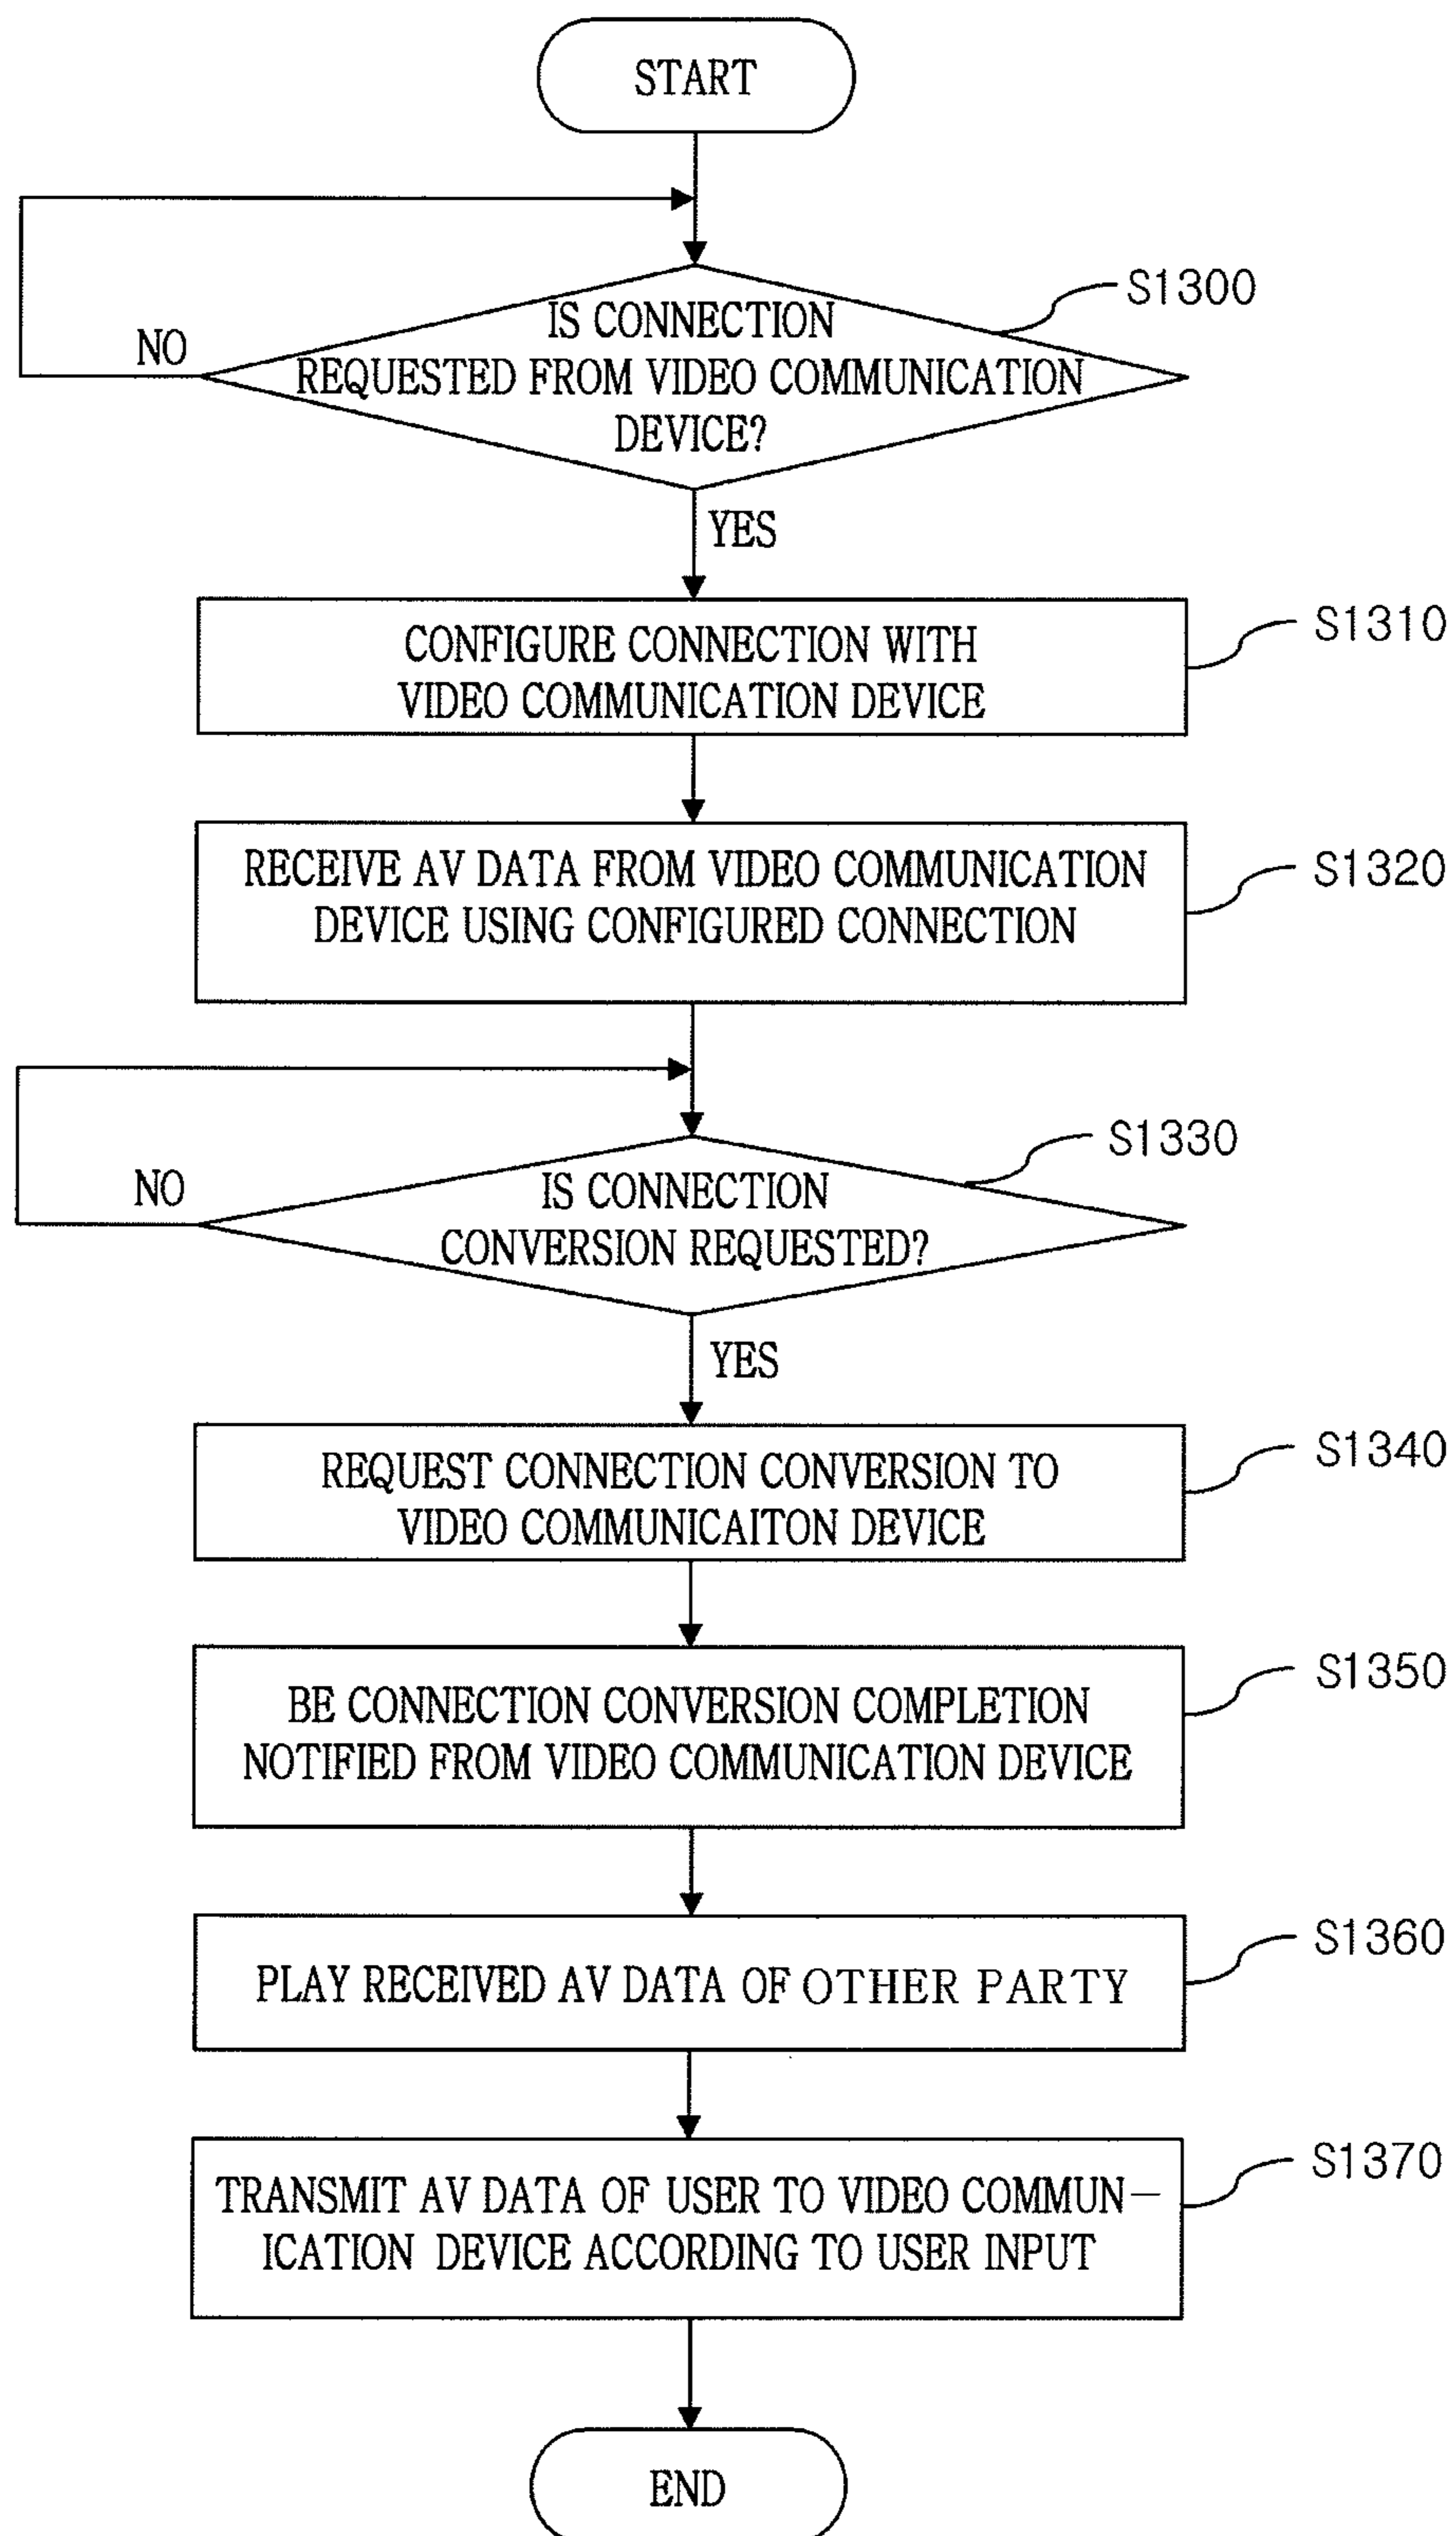 START
S1300
IS CONNECTION
NO
REQUESTED FROM VIDEO COMMUNICATION
DEVICE?
YES
S1310
CONFIGURE CONNECTION WITH
VIDEO COMMUNICATION DEVICE
S1320
RECEIVE AV DATA FROM VIDEO COMMUNICATION
DEVICE USING CONFIGURED CONNECTION
S1330
NO
IS CONNECTION
CONVERSION REQUESTED?
YES
S1340
REQUEST CONNECTION CONVERSION TO
VIDEO COMMUNICAITON DEVICE
S1350
BE CONNECTION CONVERSION COMPLETION
NOTIFIED FROM VIDEO COMMUNICATION DEVICE
S1360
PLAY RECEIVED AV DATA OF OTHER PARTY
S1370
TRANSMIT AV DATA OF USER TO VIDEO COMMUN-
ICATION DEVICE ACCORDING TO USER INPUT
END